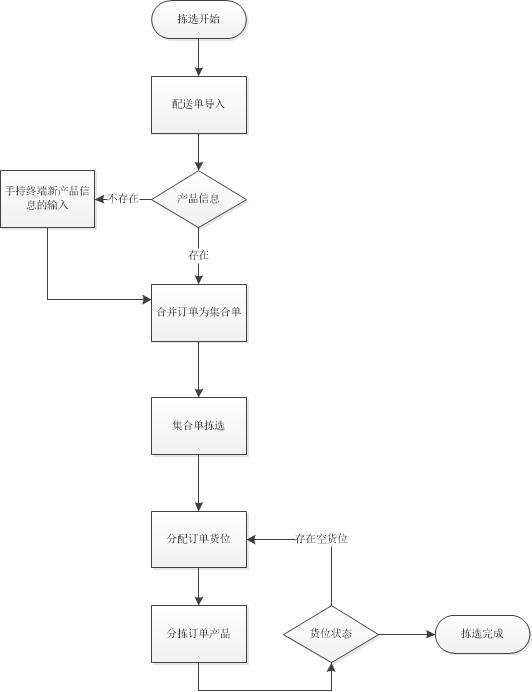 拣选开始
配送单导入
手持终端新产品信
息的输入
不存在
产品信息
存在
合并订单为集合单
集合单拣选
分配订单货位
存在空货位
分拣订单产品
货位状态
拣选完成